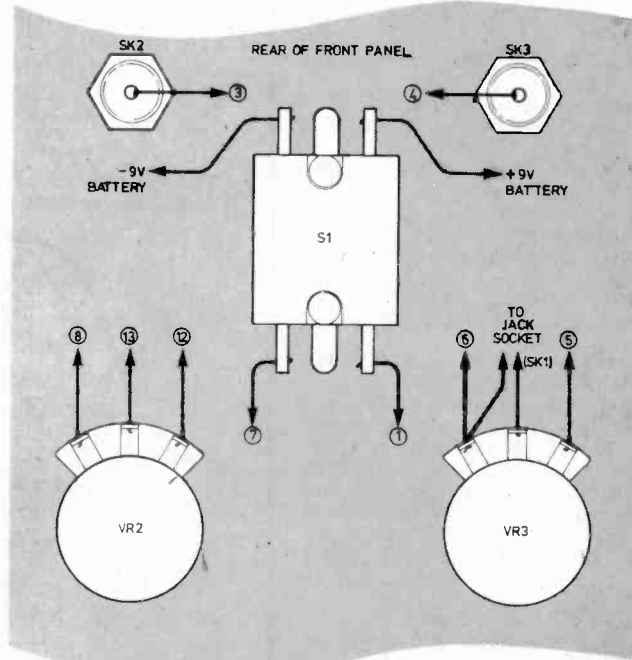 SK2
REAR OF FRONT PANEL
SK3
③
④
-9V
BATTERY
+9V
BATTERY
S1
⑧
⑬
⑫
⑥
TO
JACK
SOCKET
(SK1)
⑤
⑦
①
VR2
VR3